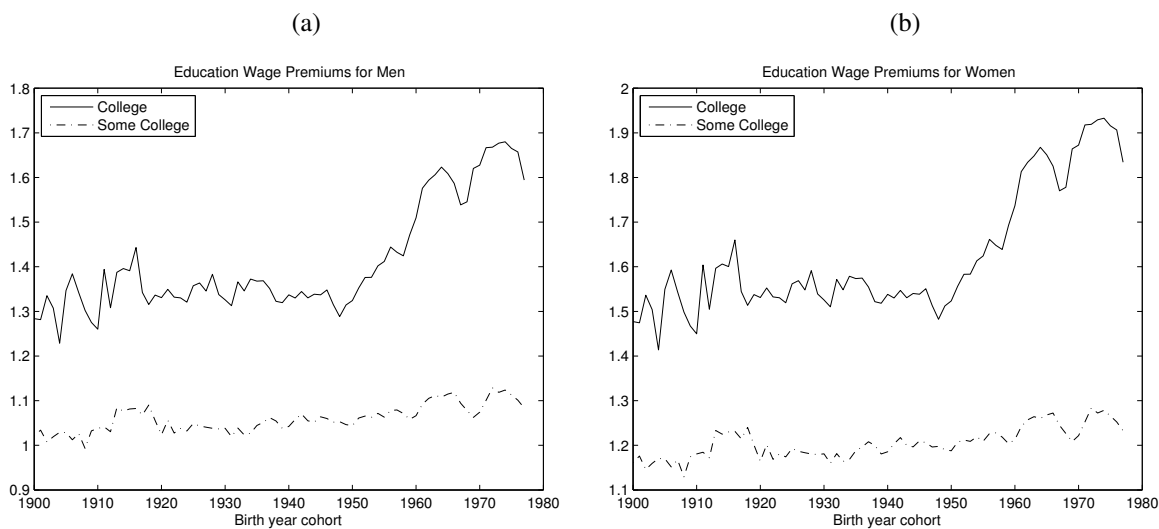 (a)
Education Wage Premiums for Men
College
Some College
1.8
1.7
1.6
1.5
1.4
1.3
1.2
1.1
1
0.9
1900 1910 1920 1930 1940 1950 1960 1970 1980
Birth year cohort
(b)
Education Wage Premiums for Women
College
Some College
2
1.9
1.8
1.7
1.6
1.5
1.4
1.3
1.2
1.1
1900 1910 1920 1930 1940 1950 1960 1970 1980
Birth year cohort